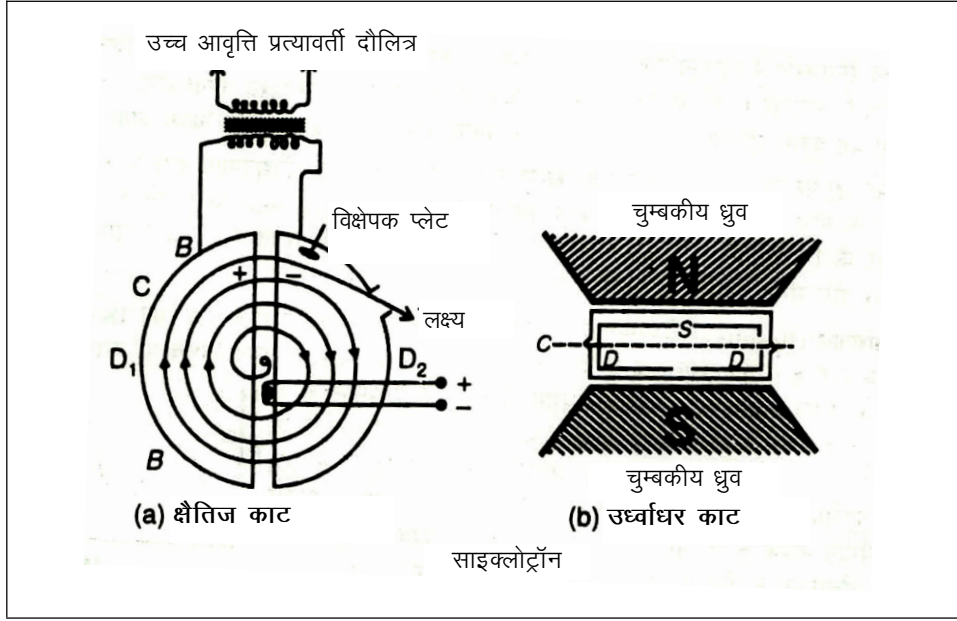 उच्च आवृत्ति प्रत्यावर्ती दौलित्र
विक्षेपक प्लेट
B
C
+ −
लक्ष्य
D₁
D₂
+
−
B
(a) क्षैतिज काट
चुम्बकीय ध्रुव
N
S
C
D D
S
चुम्बकीय ध्रुव
(b) उर्ध्वाधर काट
साइक्लोट्रॉन